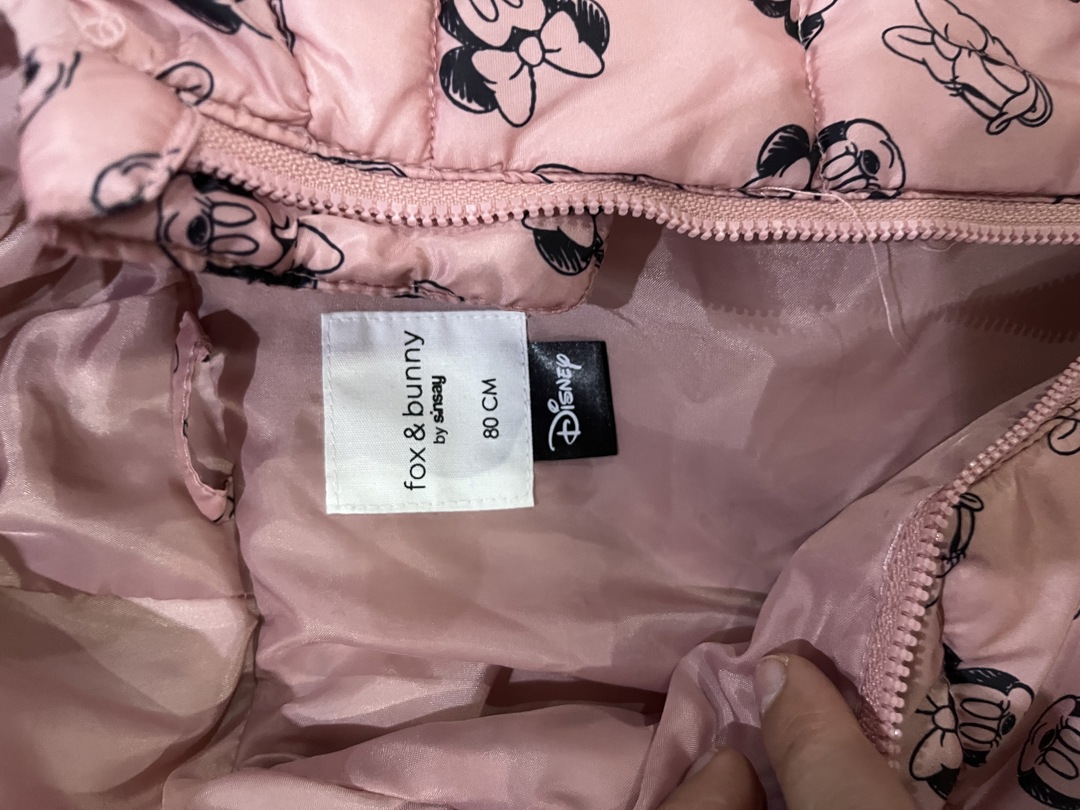 fox & bunny
by sinsay
80 CM
Disney